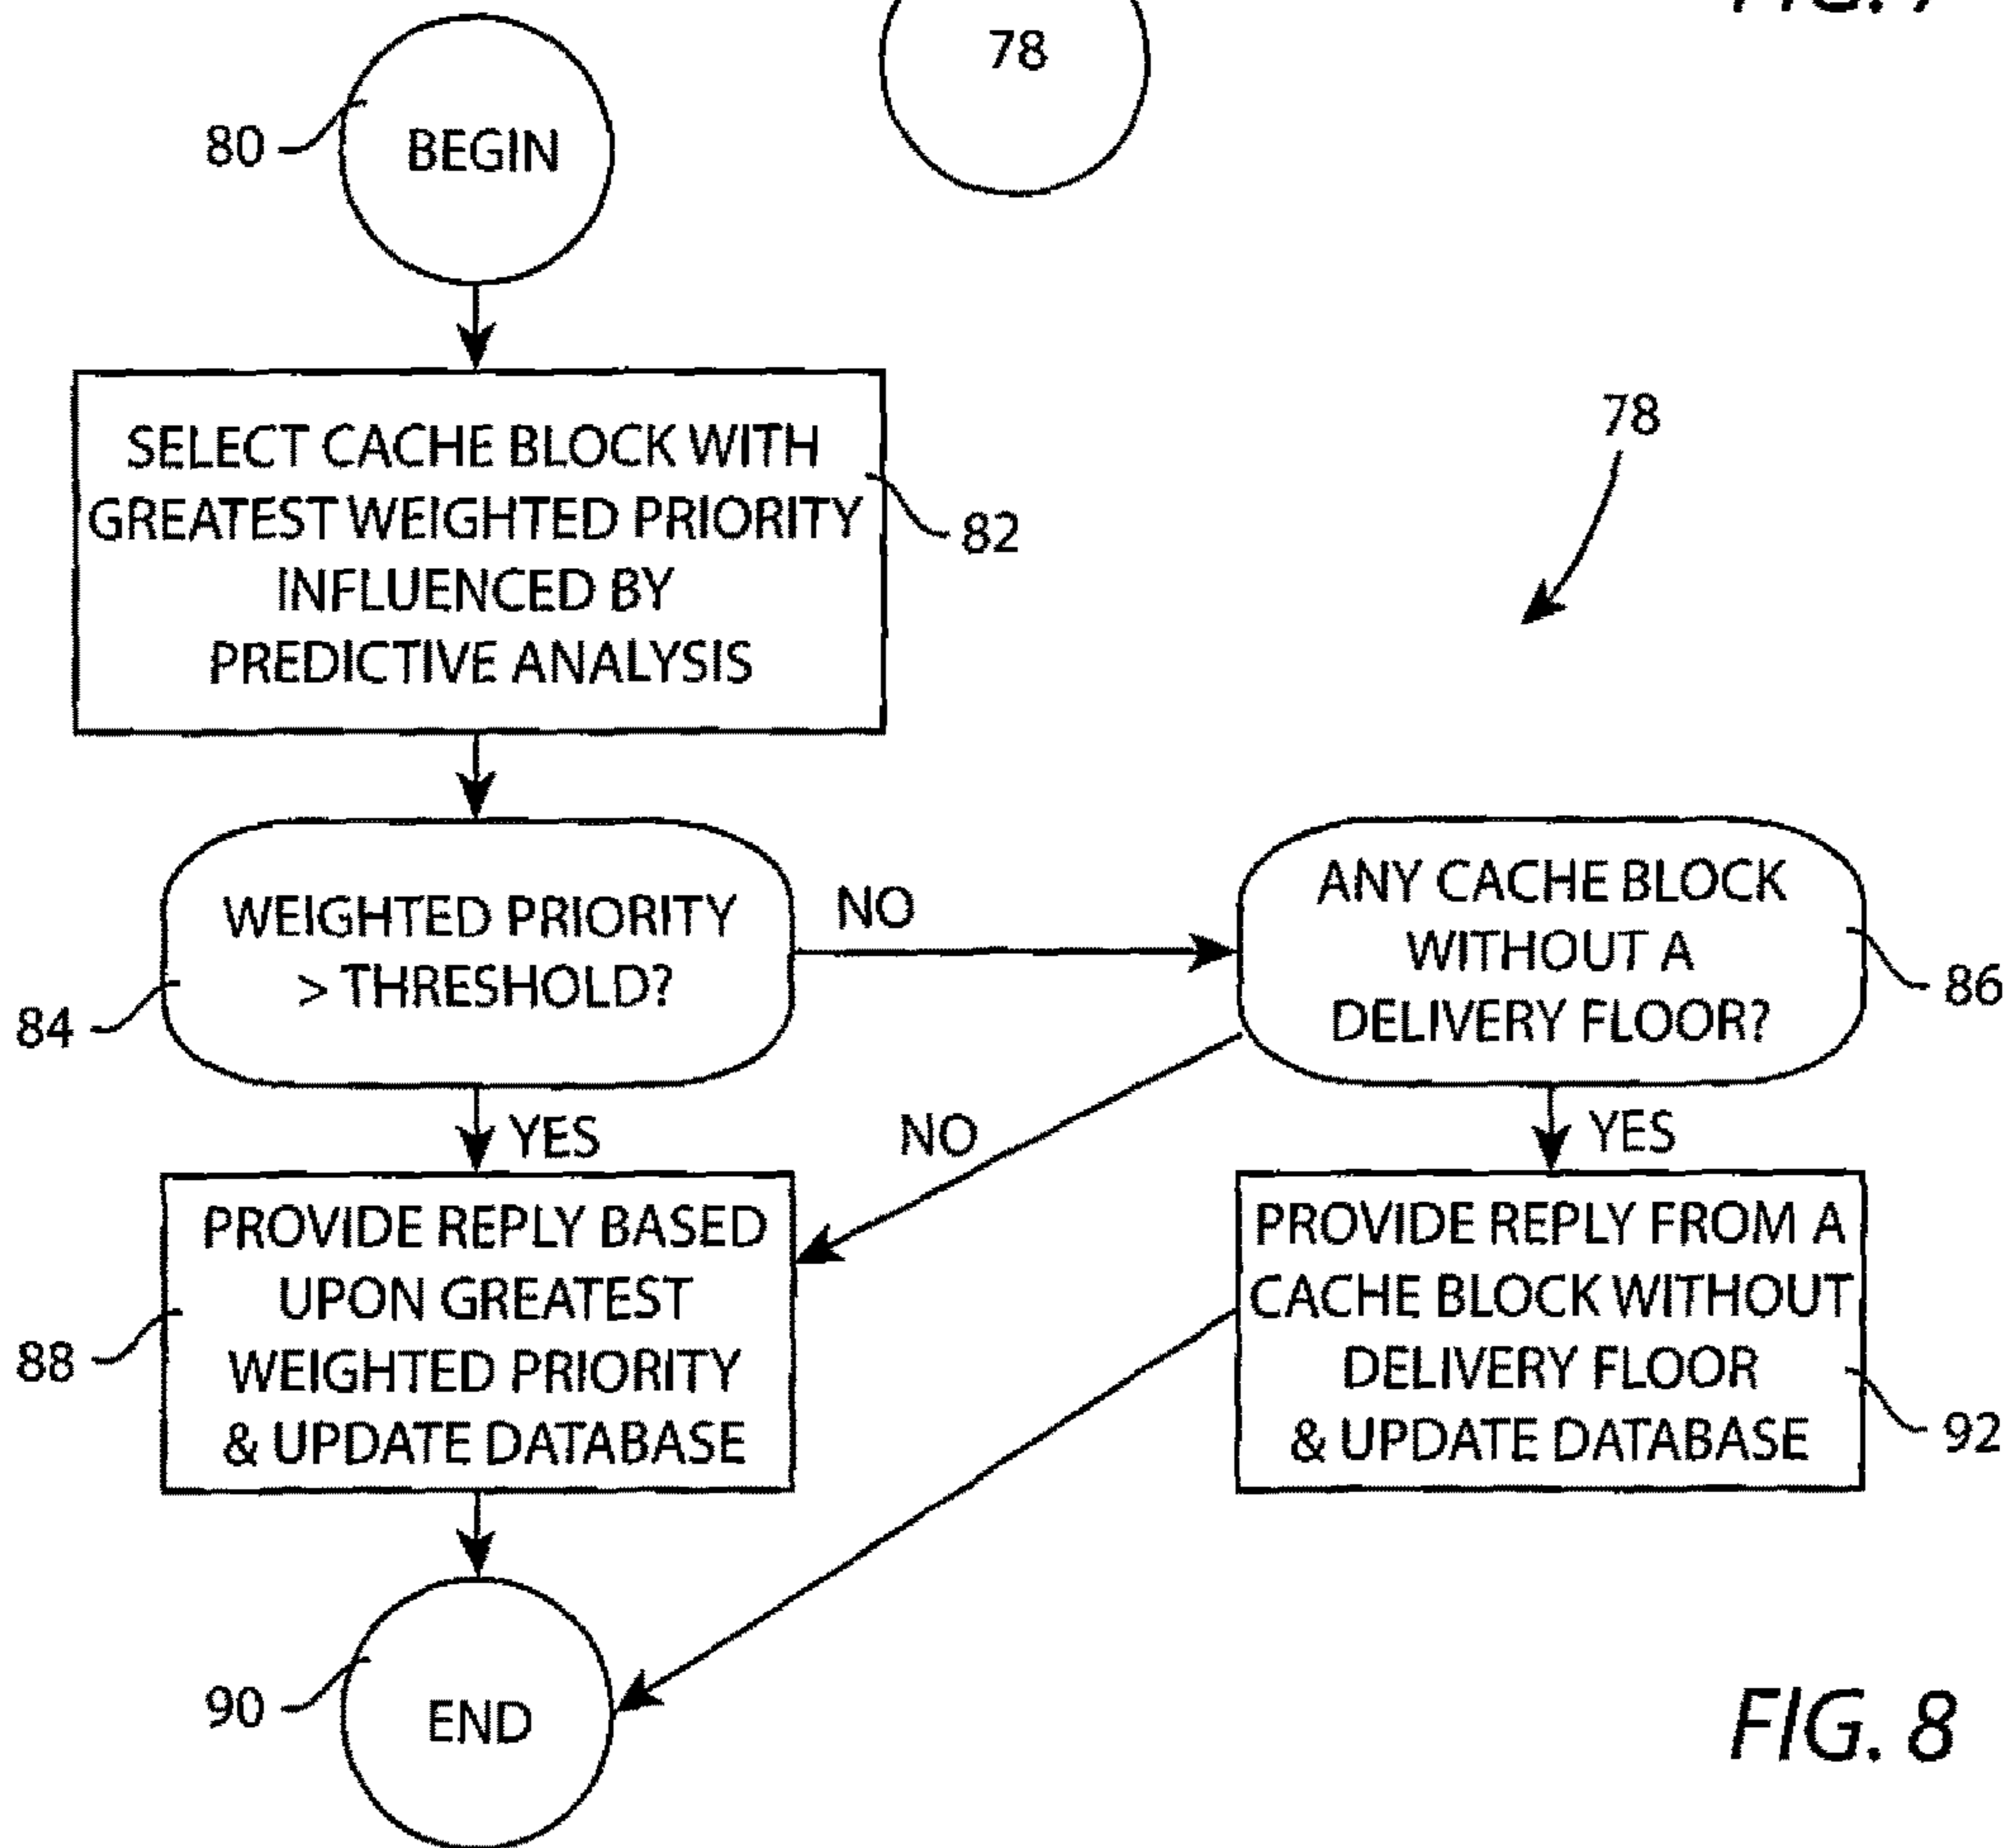 78
80
BEGIN
SELECT CACHE BLOCK WITH
GREATEST WEIGHTED PRIORITY
INFLUENCED BY
PREDICTIVE ANALYSIS
82
78
WEIGHTED PRIORITY
> THRESHOLD?
84
NO
ANY CACHE BLOCK
WITHOUT A
DELIVERY FLOOR?
86
YES
NO
YES
PROVIDE REPLY BASED
UPON GREATEST
WEIGHTED PRIORITY
& UPDATE DATABASE
88
PROVIDE REPLY FROM A
CACHE BLOCK WITHOUT
DELIVERY FLOOR
& UPDATE DATABASE
92
90
END
FIG. 8